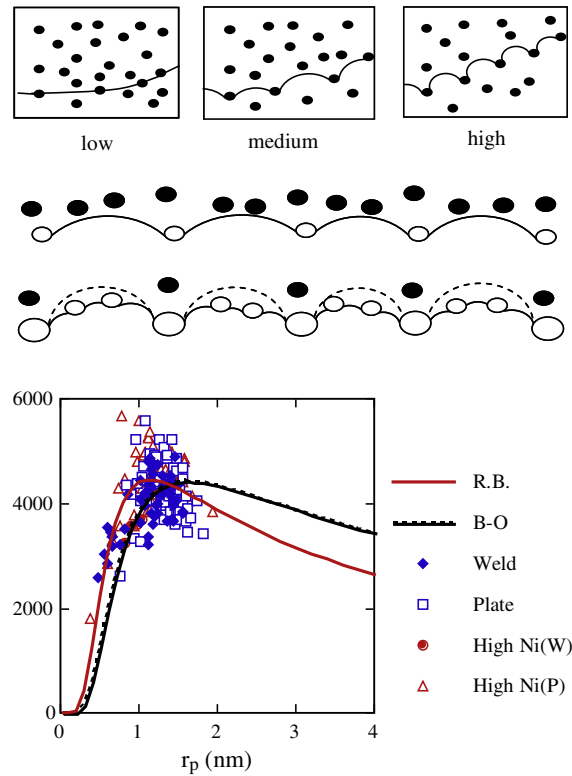 low
medium
high
6000
4000
2000
0
0
1
2
3
4
r_p (nm)
R.B.
B-O
Weld
Plate
High Ni(W)
High Ni(P)